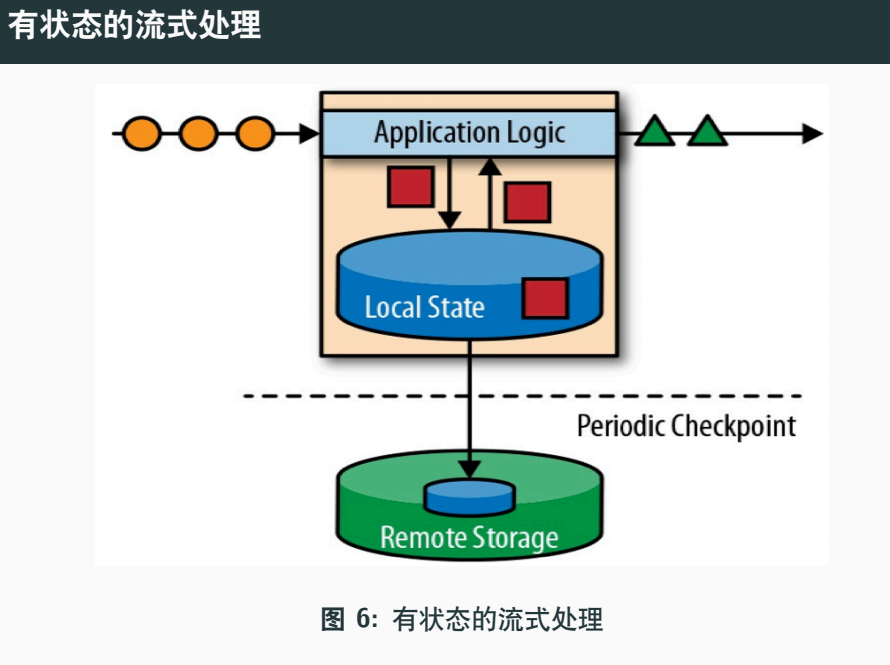 有状态的流式处理
Application Logic
Local State
Periodic Checkpoint
Remote Storage
图 6: 有状态的流式处理